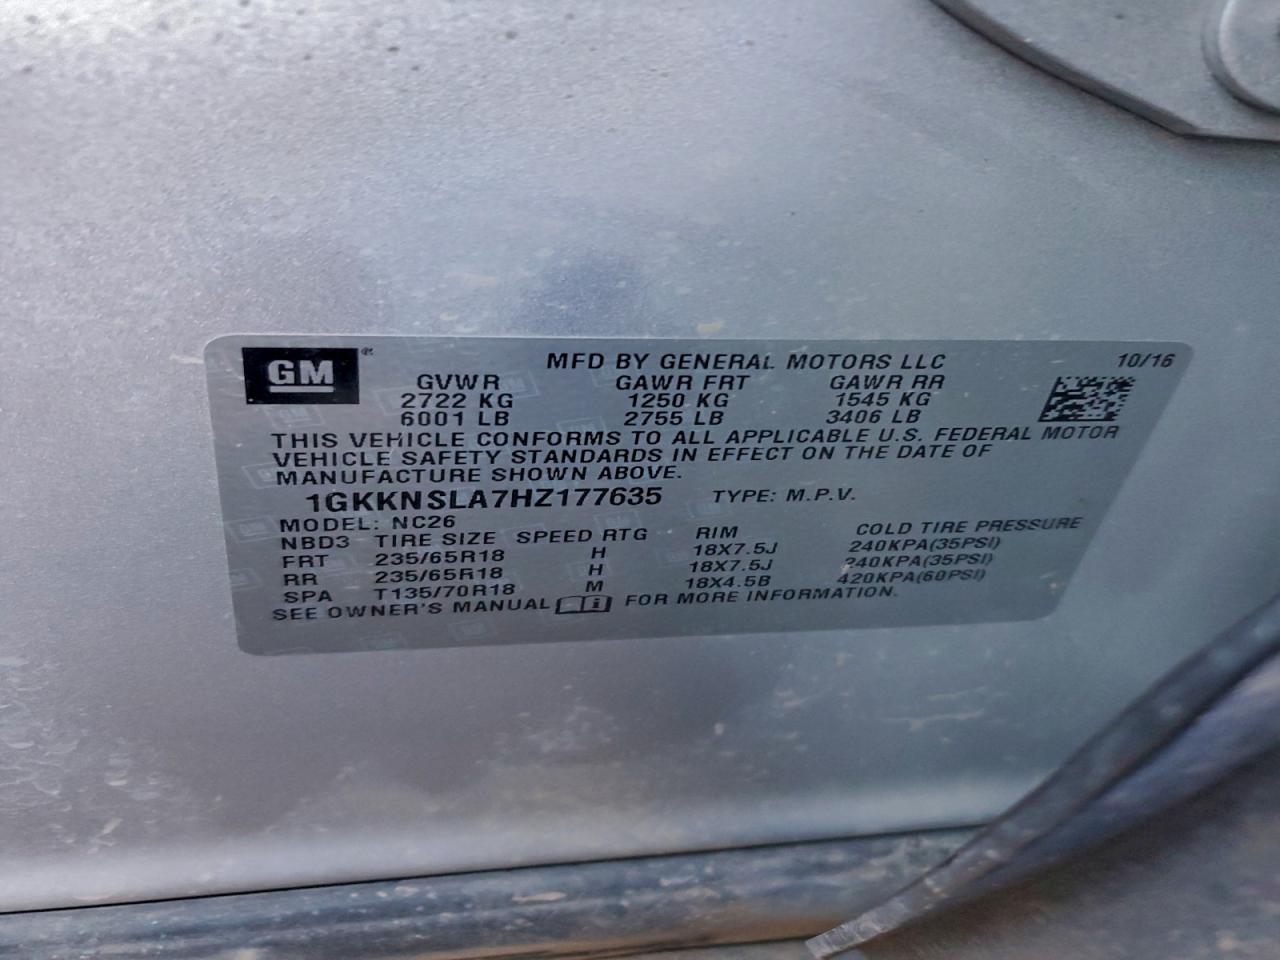 GM ® MFD BY GENERAL MOTORS LLC 10/16
GVWR GAWR FRT GAWR RR
2722 KG 1250 KG 1545 KG
6001 LB 2755 LB 3406 LB
THIS VEHICLE CONFORMS TO ALL APPLICABLE U.S. FEDERAL MOTOR
VEHICLE SAFETY STANDARDS IN EFFECT ON THE DATE OF
MANUFACTURE SHOWN ABOVE.
1GKKNSLA7HZ177635 TYPE: M.P.V.
MODEL: NC26
NBD3 TIRE SIZE SPEED RTG RIM COLD TIRE PRESSURE
FRT 235/65R18 H 18X7.5J 240KPA(35PSI)
RR 235/65R18 H 18X7.5J 240KPA(35PSI)
SPA T135/70R18 M 18X4.5B 420KPA(60PSI)
SEE OWNER'S MANUAL FOR MORE INFORMATION.